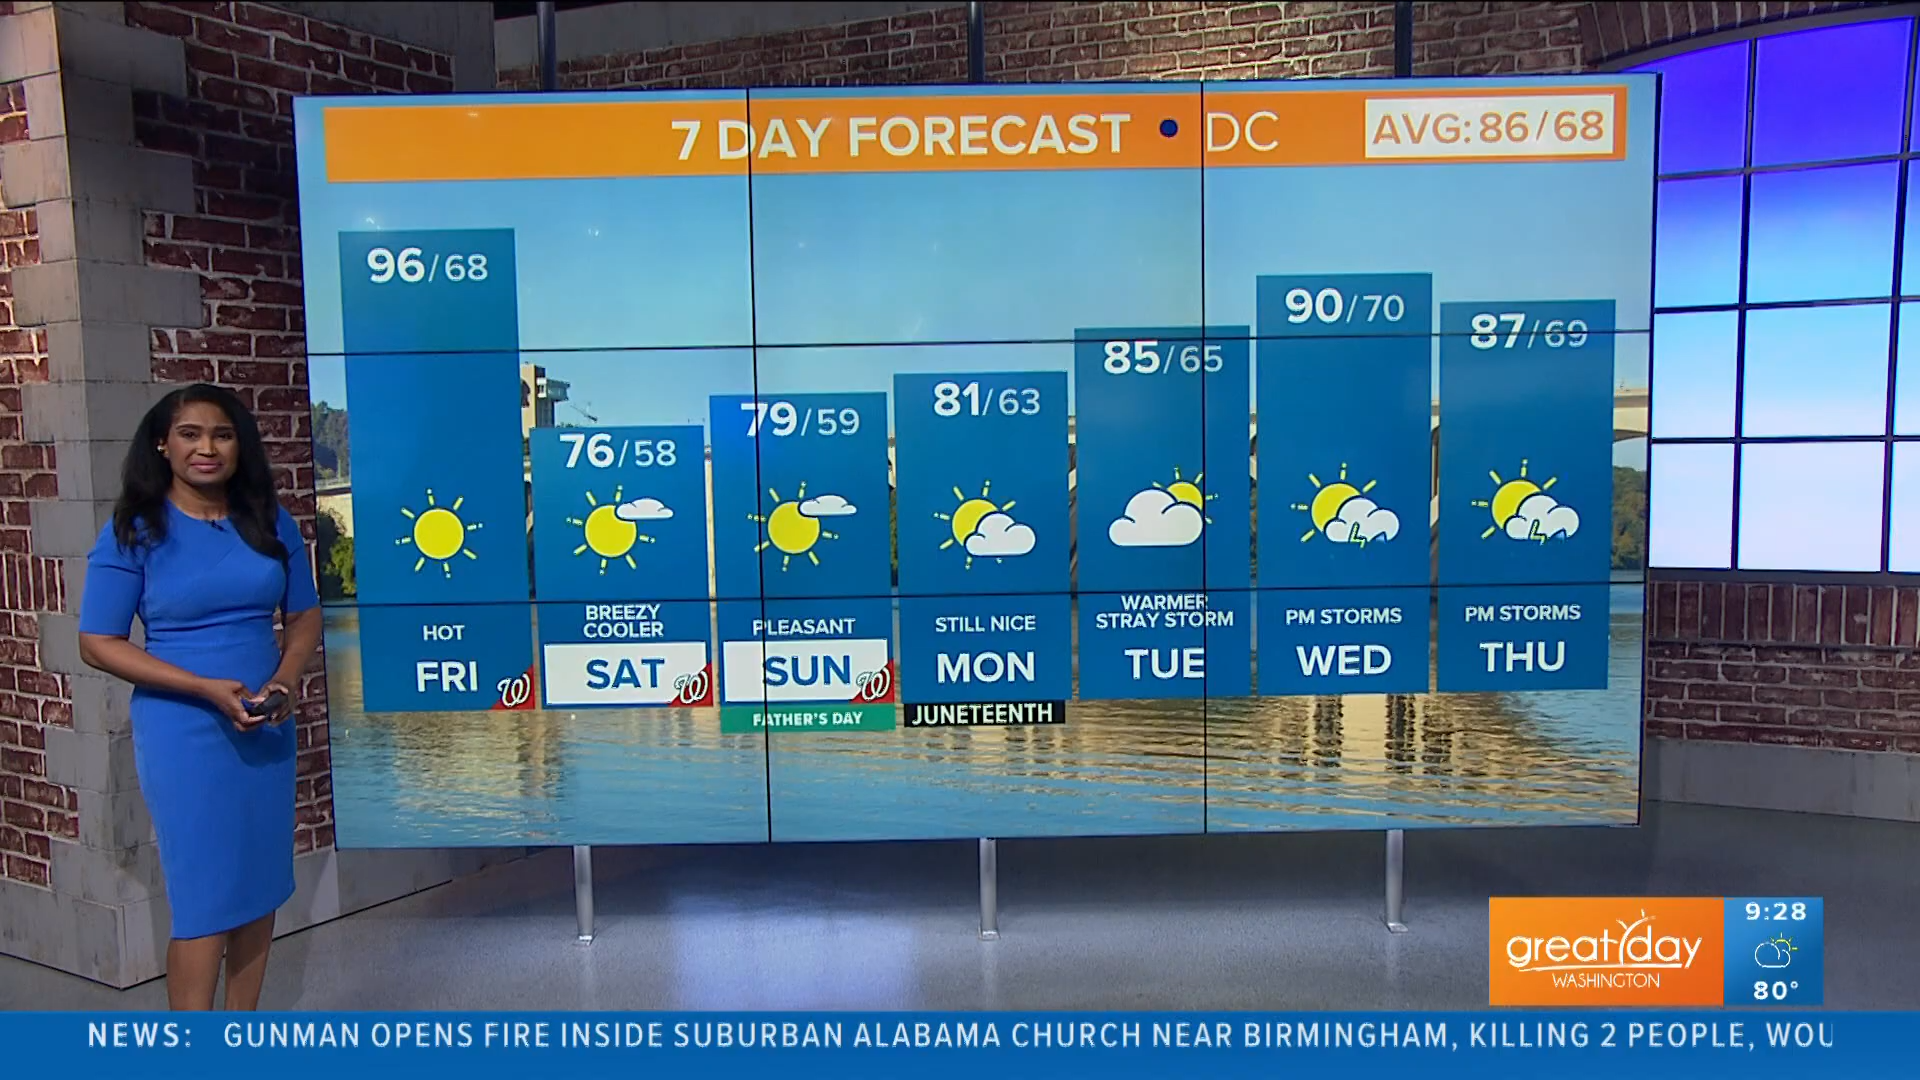 7 DAY FORECAST • DC
AVG: 86/68
96/68
76/58
79/59
81/63
85/65
90/70
87/69
HOT
FRI
W
BREEZY
COOLER
SAT
W
PLEASANT
SUN
W
FATHER'S DAY
STILL NICE
MON
JUNETEENTH
WARMER
STRAY STORM
TUE
PM STORMS
WED
PM STORMS
THU
great day
WASHINGTON
9:28
80°
NEWS: GUNMAN OPENS FIRE INSIDE SUBURBAN ALABAMA CHURCH NEAR BIRMINGHAM, KILLING 2 PEOPLE, WOU